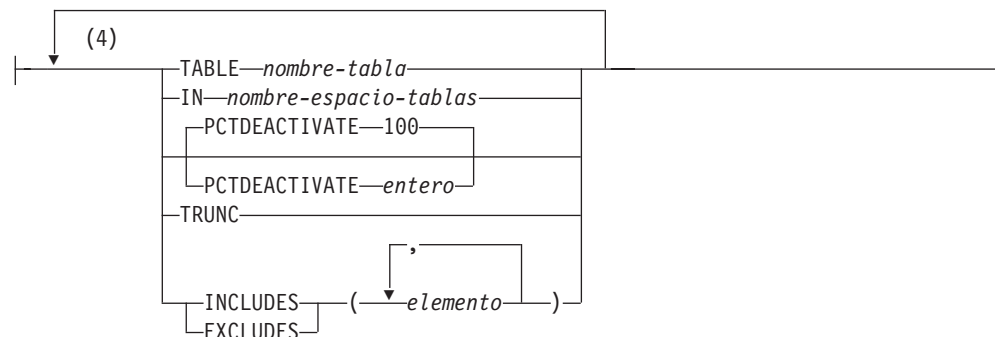 (4)
TABLE nombre-tabla
IN nombre-espacio-tablas
PCTDEACTIVATE 100
PCTDEACTIVATE entero
TRUNC
,
INCLUDES ( elemento )
EXCLUDES